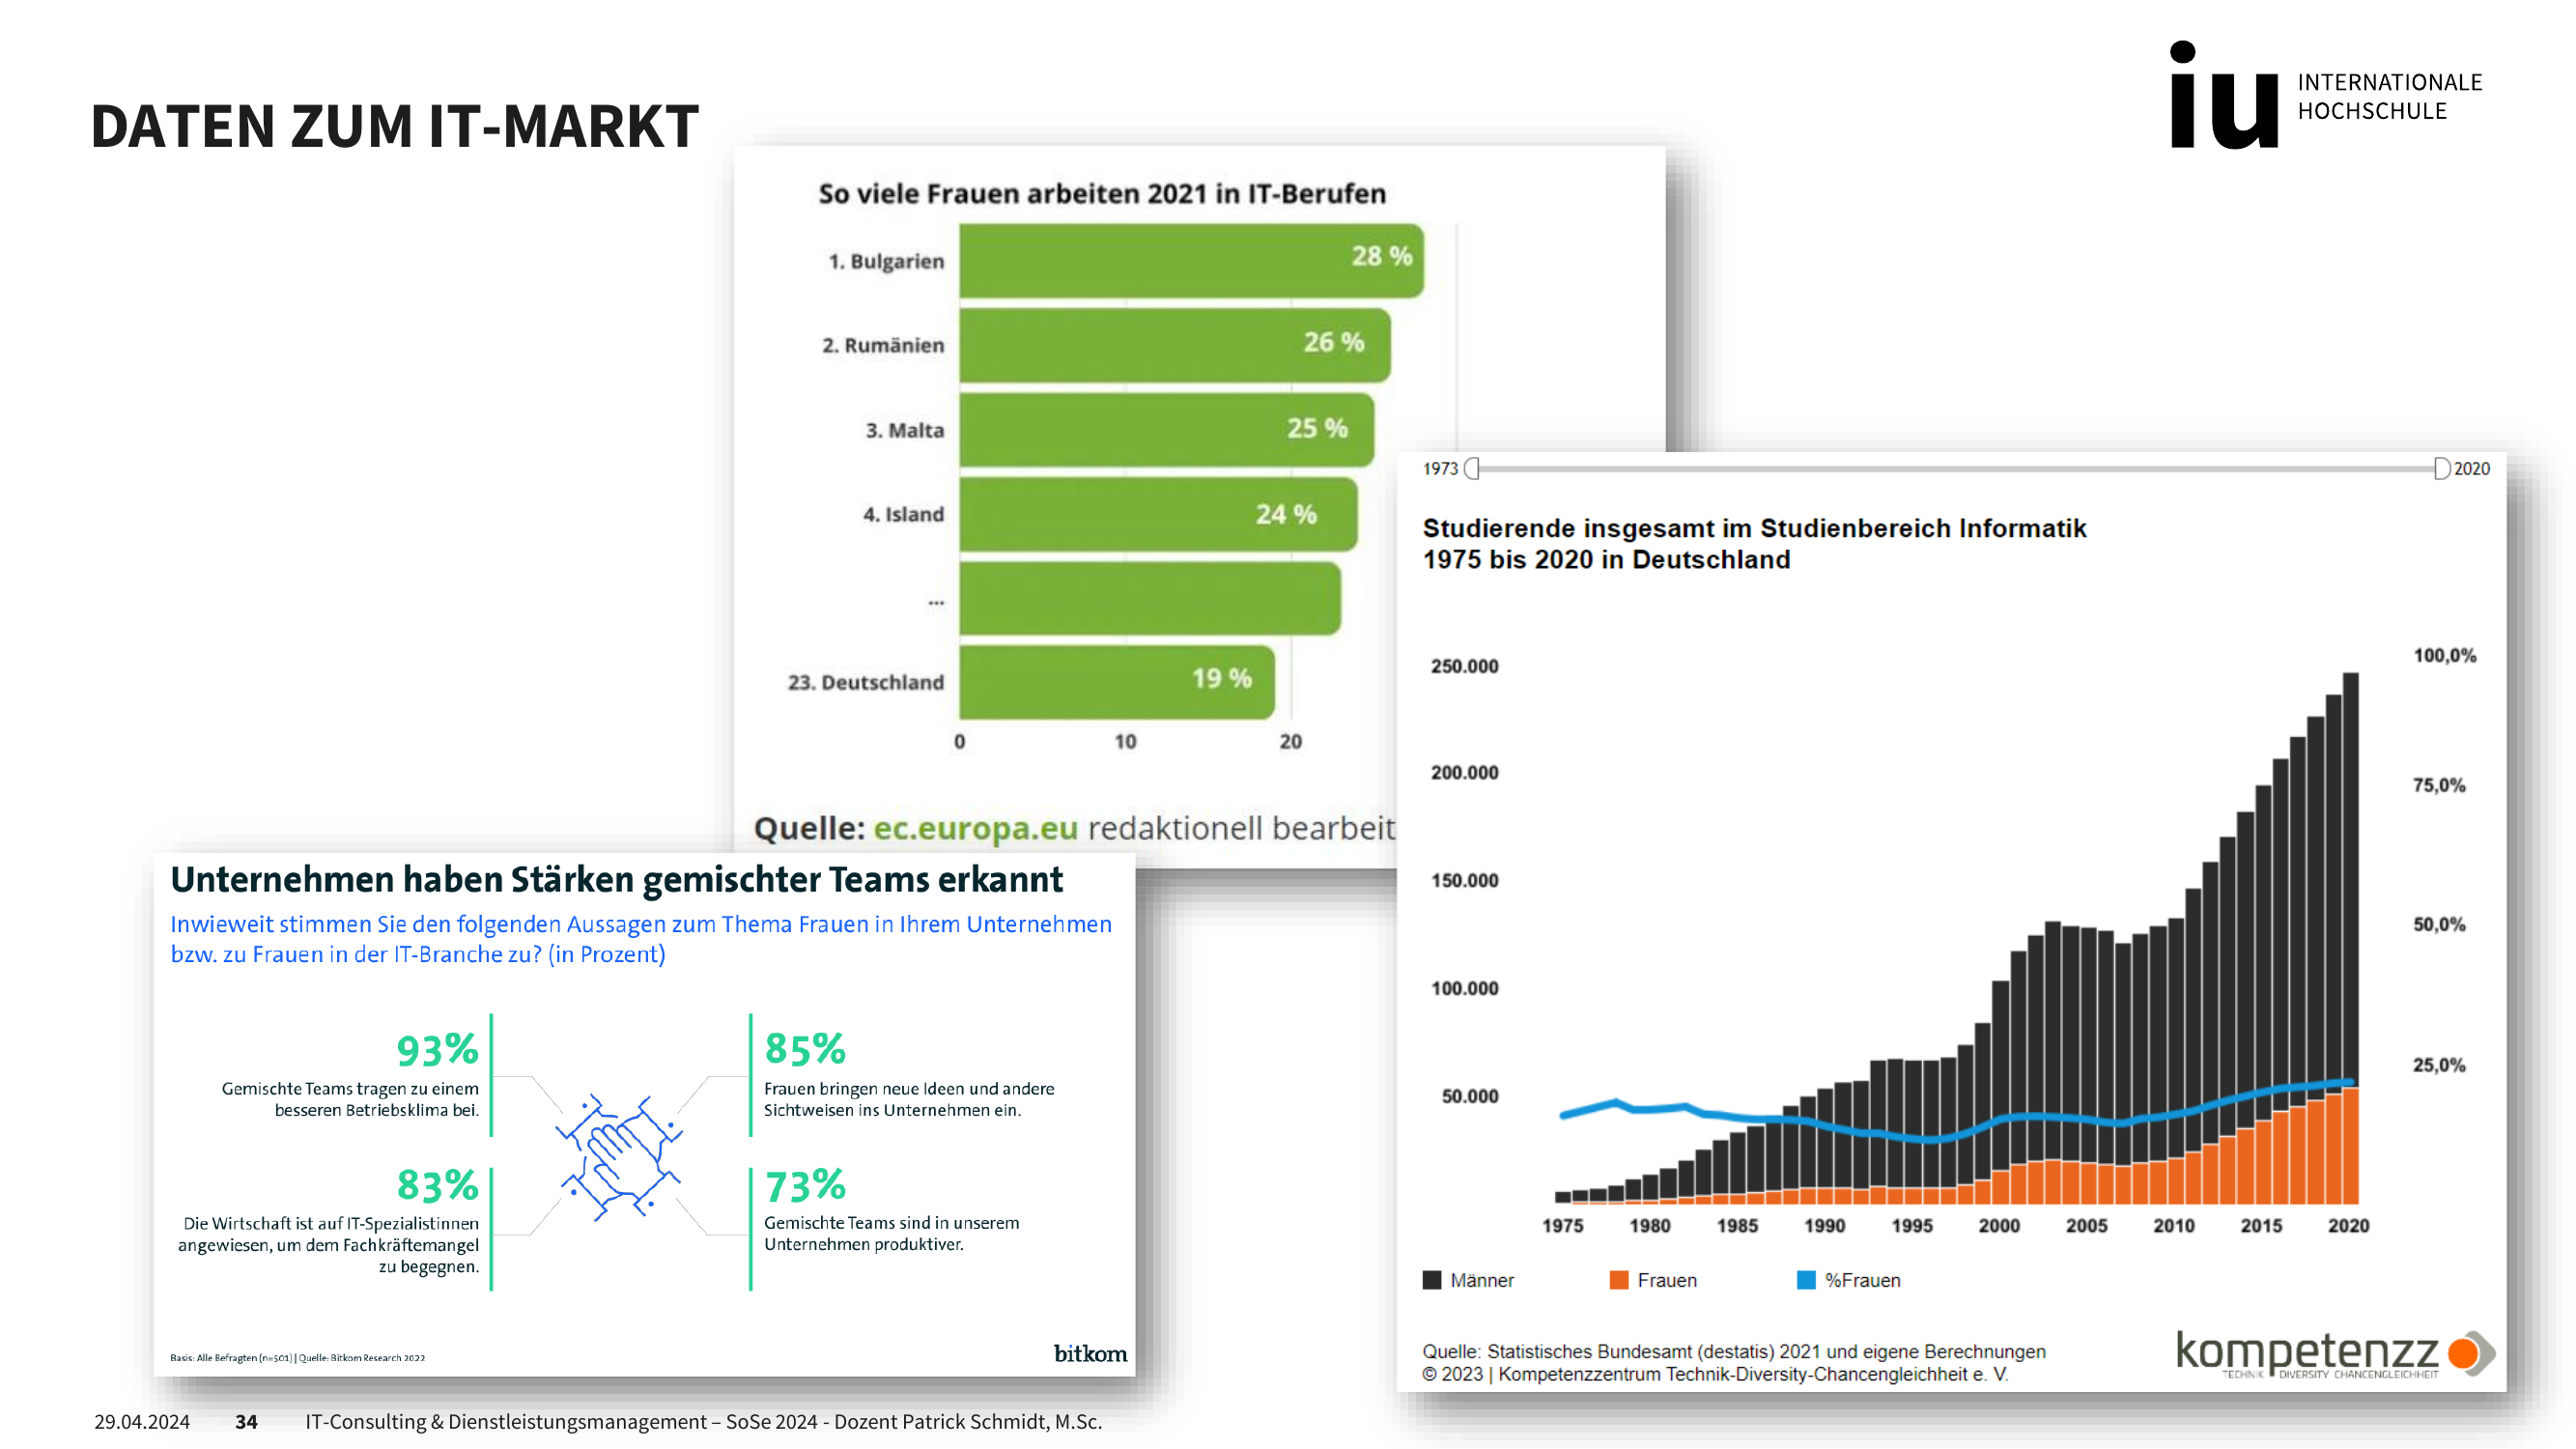 DATEN ZUM IT-MARKT
iu INTERNATIONALE
HOCHSCHULE
So viele Frauen arbeiten 2021 in IT-Berufen
1. Bulgarien 28 %
2. Rumänien 26 %
3. Malta 25 %
4. Island 24 %
...
23. Deutschland 19 %
0 10 20
Quelle: ec.europa.eu redaktionell bearbeit
Unternehmen haben Stärken gemischter Teams erkannt
Inwieweit stimmen Sie den folgenden Aussagen zum Thema Frauen in Ihrem Unternehmen
bzw. zu Frauen in der IT-Branche zu? (in Prozent)
93%
Gemischte Teams tragen zu einem
besseren Betriebsklima bei.
85%
Frauen bringen neue Ideen und andere
Sichtweisen ins Unternehmen ein.
83%
Die Wirtschaft ist auf IT-Spezialistinnen
angewiesen, um dem Fachkräftemangel
zu begegnen.
73%
Gemischte Teams sind in unserem
Unternehmen produktiver.
Basis: Alle Befragten (n=501) | Quelle: Bitkom Research 2022
bitkom
1973 2020
Studierende insgesamt im Studienbereich Informatik
1975 bis 2020 in Deutschland
250.000 100,0%
200.000 75,0%
150.000 50,0%
100.000 25,0%
50.000
1975 1980 1985 1990 1995 2000 2005 2010 2015 2020
Männer Frauen %Frauen
Quelle: Statistisches Bundesamt (destatis) 2021 und eigene Berechnungen
© 2023 | Kompetenzzentrum Technik-Diversity-Chancengleichheit e. V.
kompetenzz
TECHNIK DIVERSITY CHANCENGLEICHHEIT
29.04.2024 34 IT-Consulting & Dienstleistungsmanagement – SoSe 2024 - Dozent Patrick Schmidt, M.Sc.